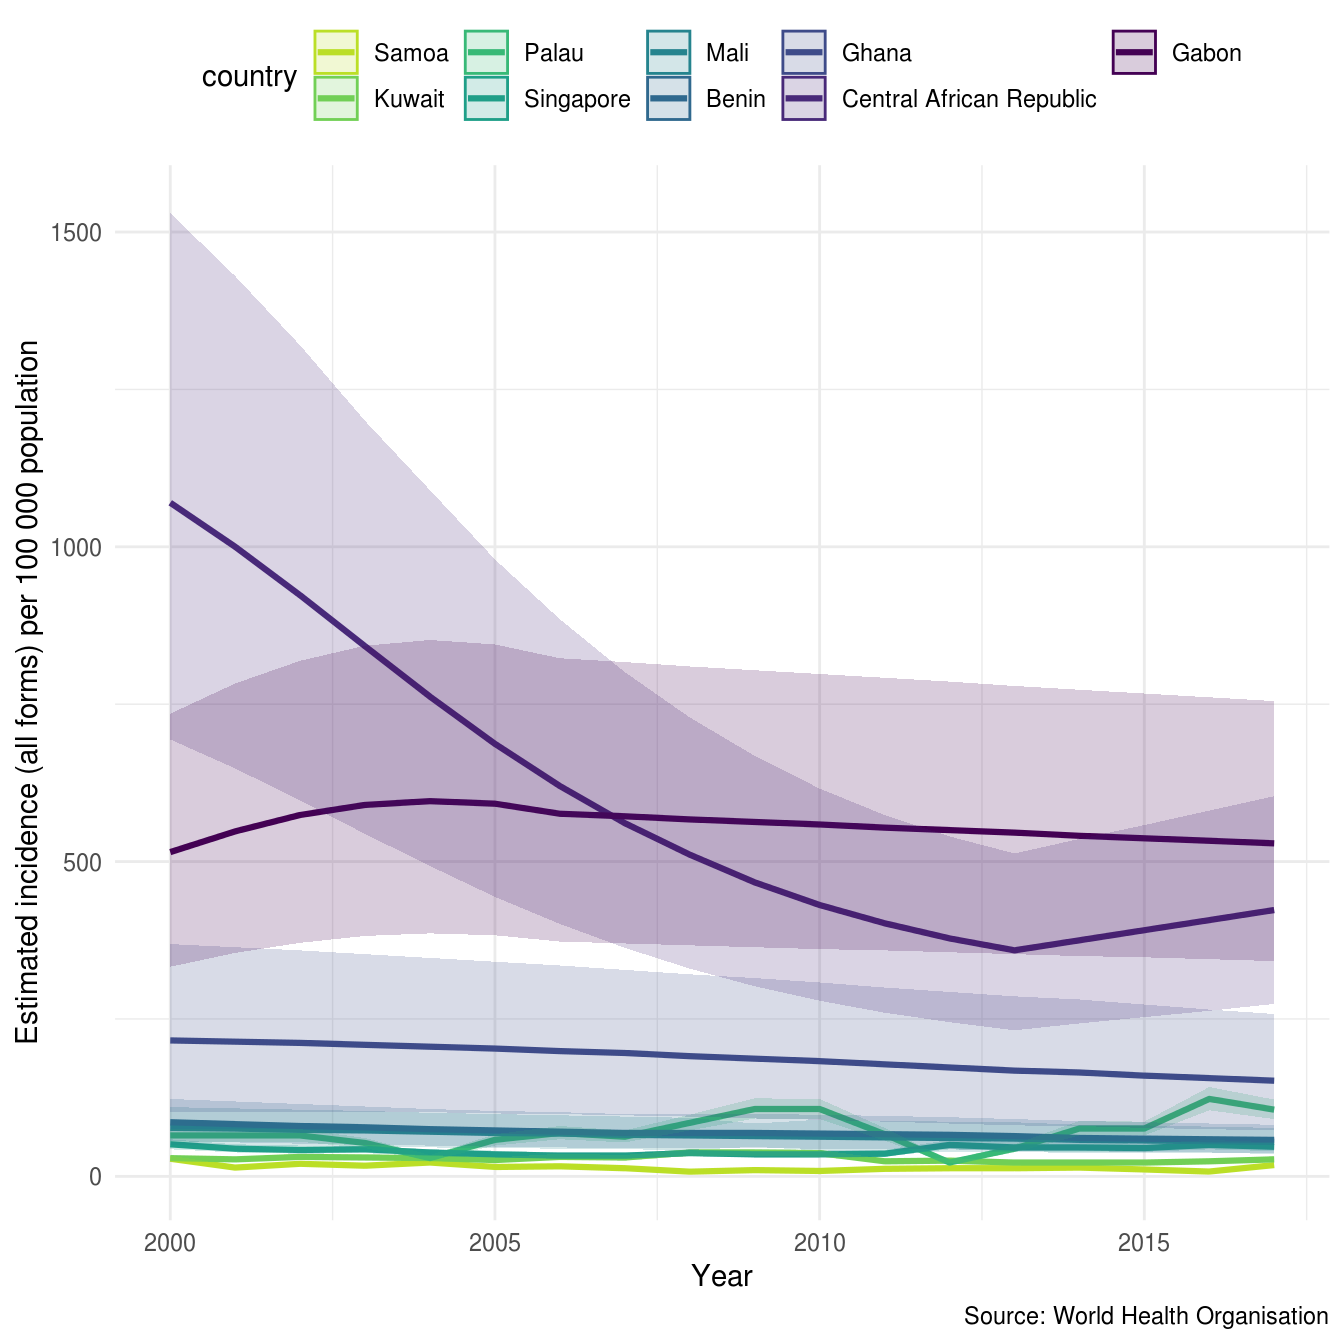 country
Samoa Palau Mali Ghana Gabon
Kuwait Singapore Benin Central African Republic
Estimated incidence (all forms) per 100 000 population
1500
1000
500
0
2000 2005 2010 2015
Year
Source: World Health Organisation